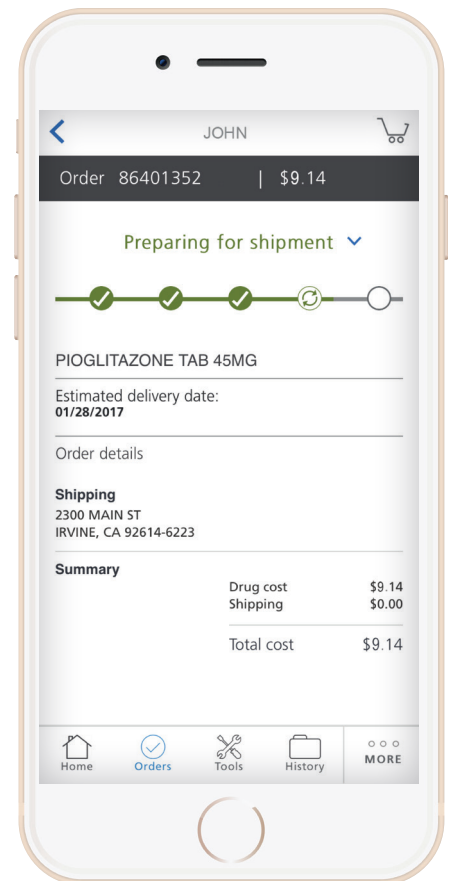 JOHN
Order 86401352 | $9.14
Preparing for shipment
PIOGLITAZONE TAB 45MG
Estimated delivery date:
01/28/2017
Order details
Shipping
2300 MAIN ST
IRVINE, CA 92614-6223
Summary
Drug cost $9.14
Shipping $0.00
Total cost $9.14
Home Orders Tools History MORE